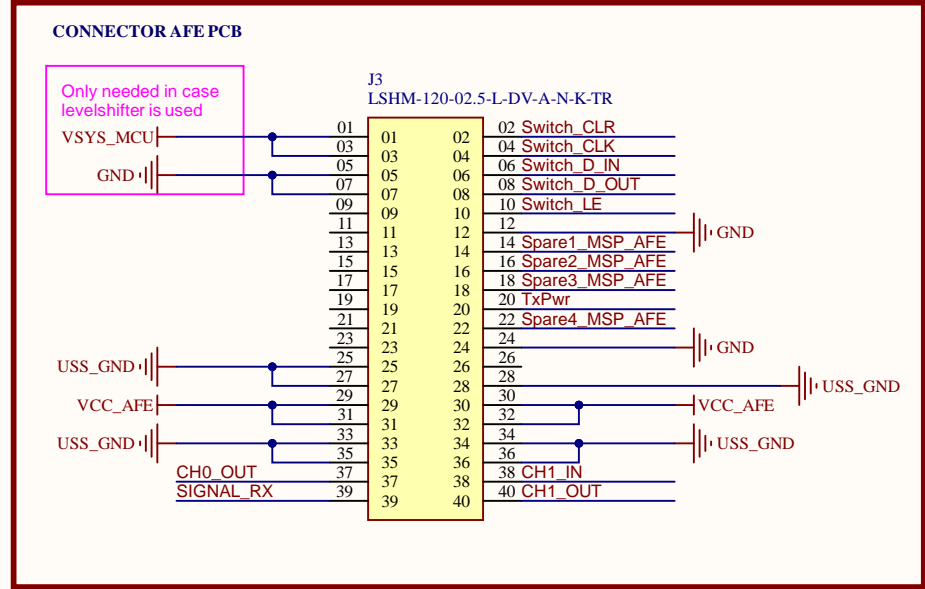 CONNECTOR AFE PCB
Only needed in case
levelshifter is used
J3
LSHM-120-02.5-L-DV-A-N-K-TR
VSYS_MCU 01 01 02 02 Switch_CLR
03 03 04 04 Switch_CLK
GND 05 05 06 06 Switch_D_IN
07 07 08 08 Switch_D_OUT
09 09 10 10 Switch_LE
11 11 12 12 GND
13 13 14 14 Spare1_MSP_AFE
15 15 16 16 Spare2_MSP_AFE
17 17 18 18 Spare3_MSP_AFE
19 19 20 20 TxPwr
21 21 22 22 Spare4_MSP_AFE
23 23 24 24 GND
USS_GND 25 25 26 26
27 27 28 28 USS_GND
VCC_AFE 29 29 30 30 VCC_AFE
31 31 32 32
USS_GND 33 33 34 34 USS_GND
35 35 36 36
CH0_OUT 37 37 38 38 CH1_IN
SIGNAL_RX 39 39 40 40 CH1_OUT